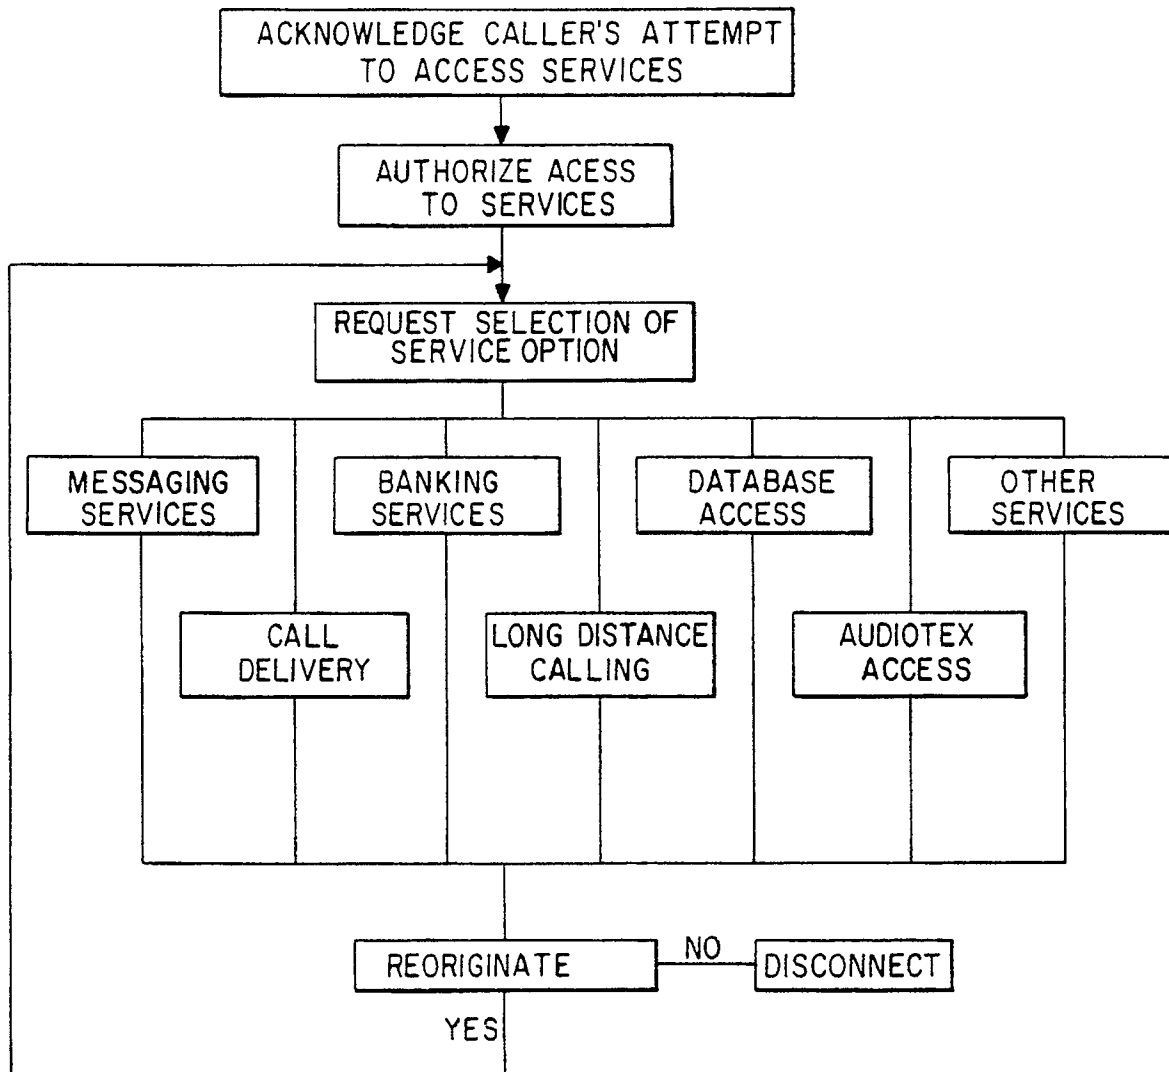 ACKNOWLEDGE CALLER'S ATTEMPT
TO ACCESS SERVICES
AUTHORIZE ACESS
TO SERVICES
REQUEST SELECTION OF
SERVICE OPTION
MESSAGING
SERVICES
BANKING
SERVICES
DATABASE
ACCESS
OTHER
SERVICES
CALL
DELIVERY
LONG DISTANCE
CALLING
AUDIOTEX
ACCESS
REORIGINATE
NO
DISCONNECT
YES